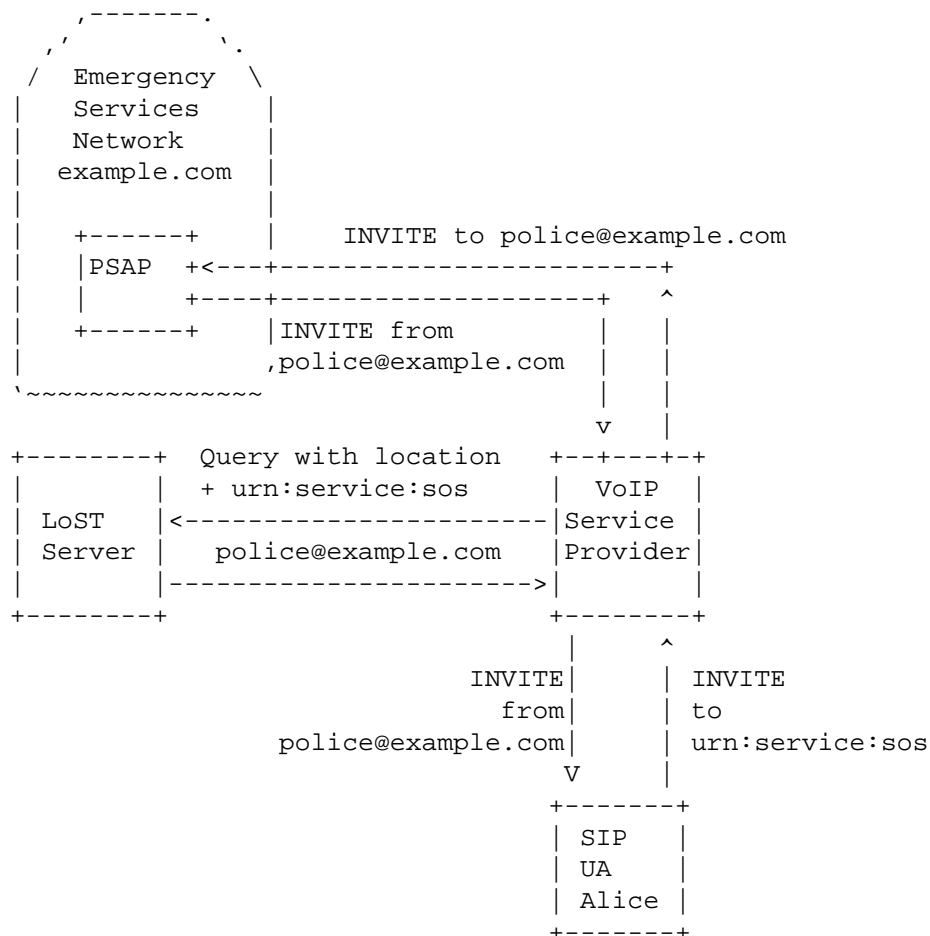 Emergency
Services
Network
example.com
INVITE to police@example.com
PSAP
INVITE from
,police@example.com
Query with location
+ urn:service:sos
VoIP
LoST
Service
Server
police@example.com
Provider
INVITE
INVITE
from
to
police@example.com
urn:service:sos
SIP
UA
Alice